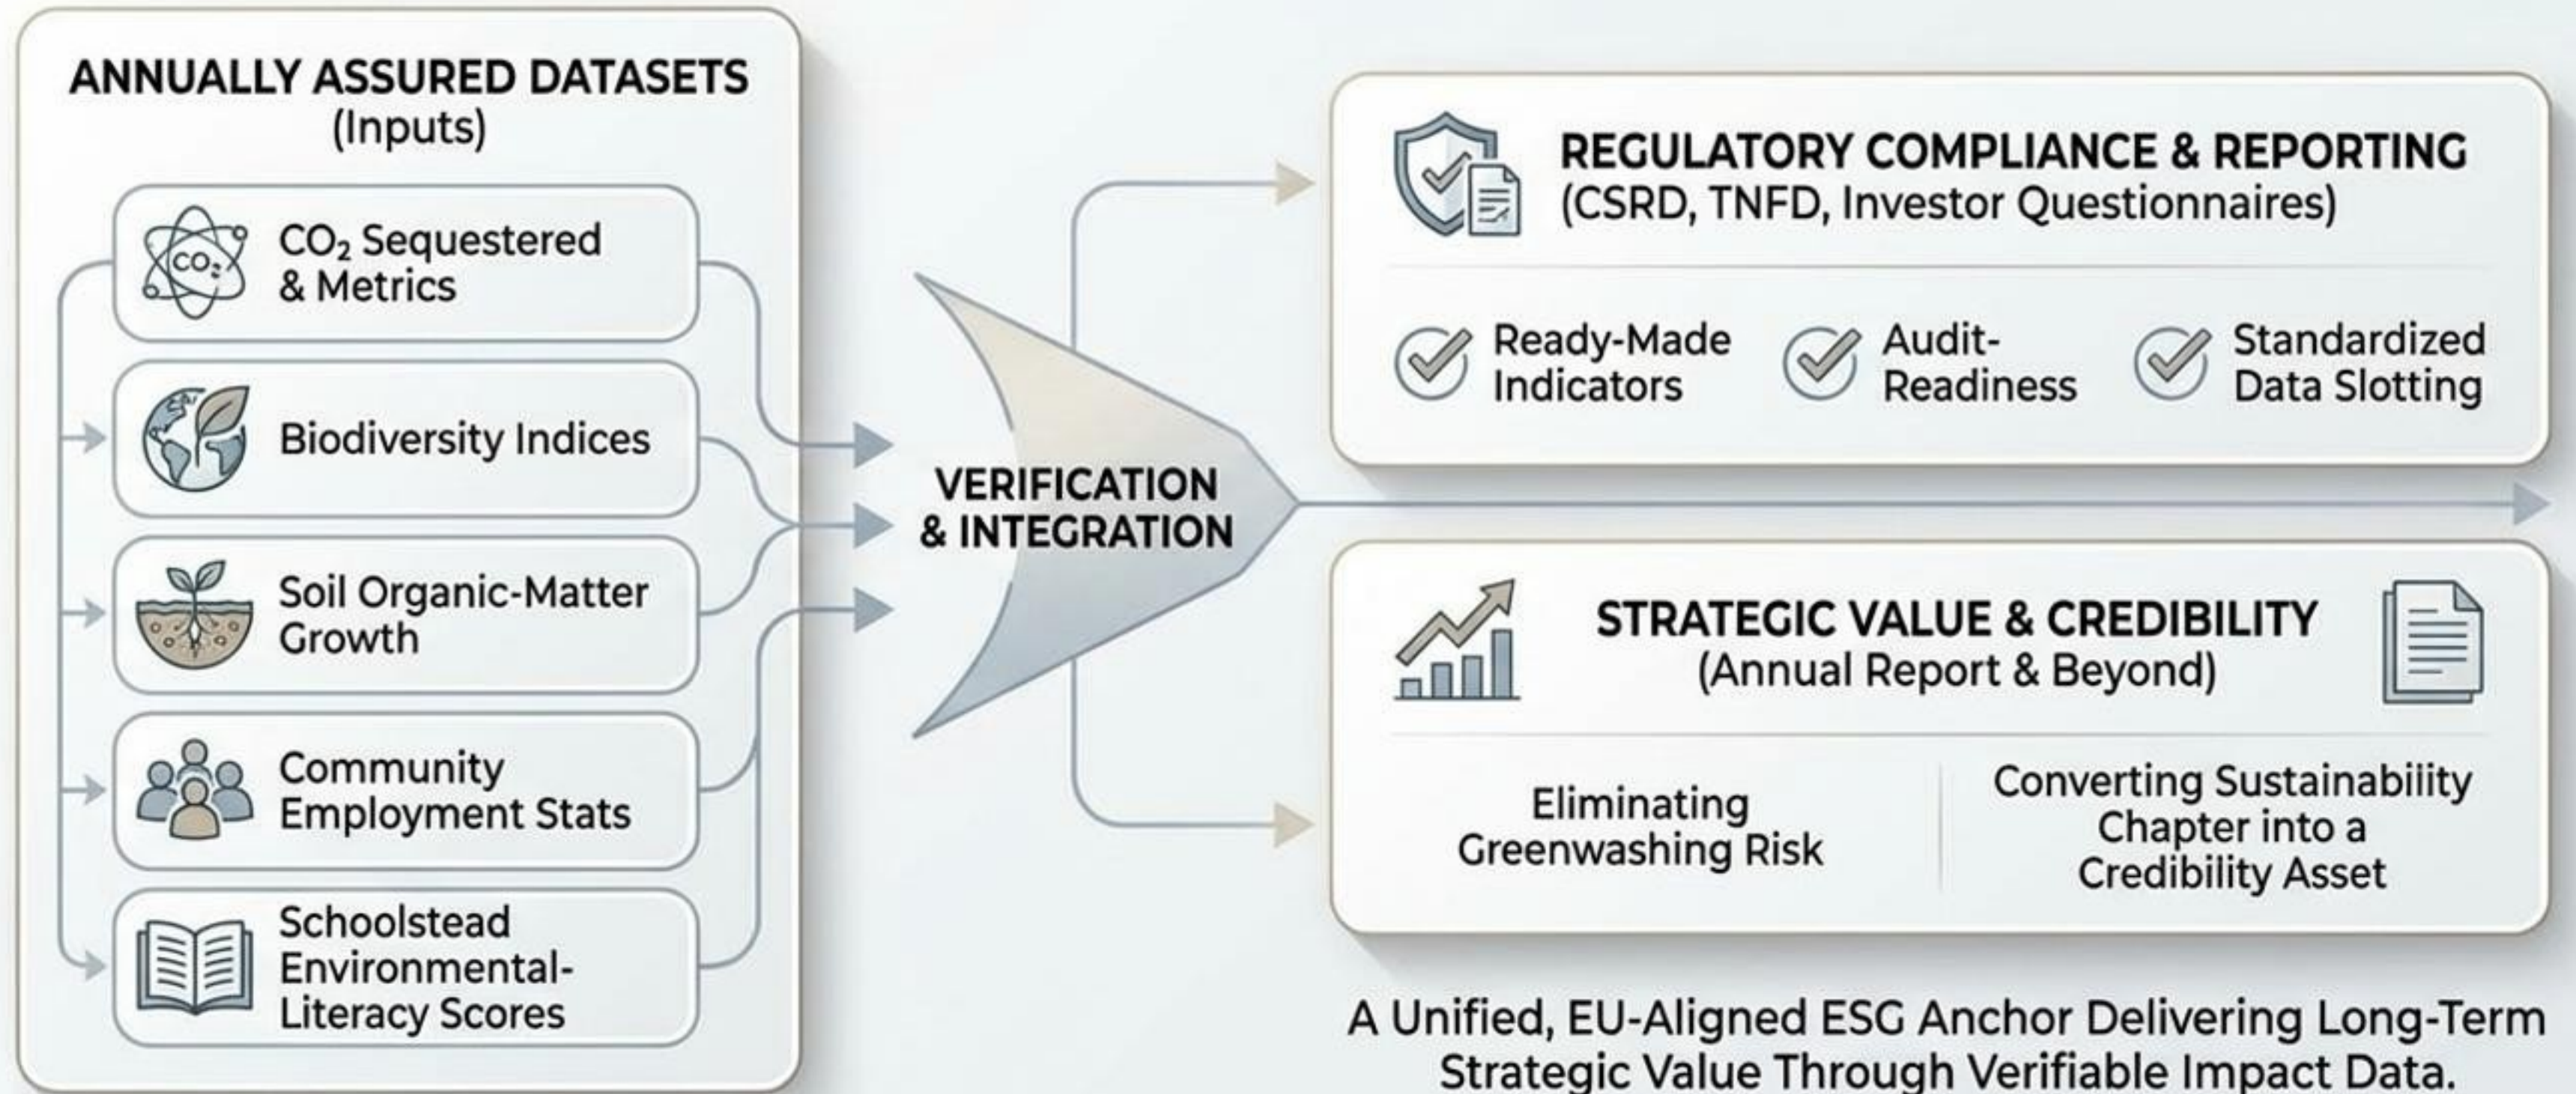 ANNUALLY ASSURED DATASETS
(Inputs)
CO₂
CO₂ Sequestered
& Metrics
Biodiversity Indices
Soil Organic-Matter
Growth
Community
Employment Stats
Schoolstead
Environmental-
Literacy Scores
VERIFICATION
& INTEGRATION
REGULATORY COMPLIANCE & REPORTING
(CSRD, TNFD, Investor Questionnaires)
Ready-Made
Indicators
Audit-
Readiness
Standardized
Data Slotting
STRATEGIC VALUE & CREDIBILITY
(Annual Report & Beyond)
Eliminating
Greenwashing Risk
Converting Sustainability
Chapter into a
Credibility Asset
A Unified, EU-Aligned ESG Anchor Delivering Long-Term
Strategic Value Through Verifiable Impact Data.